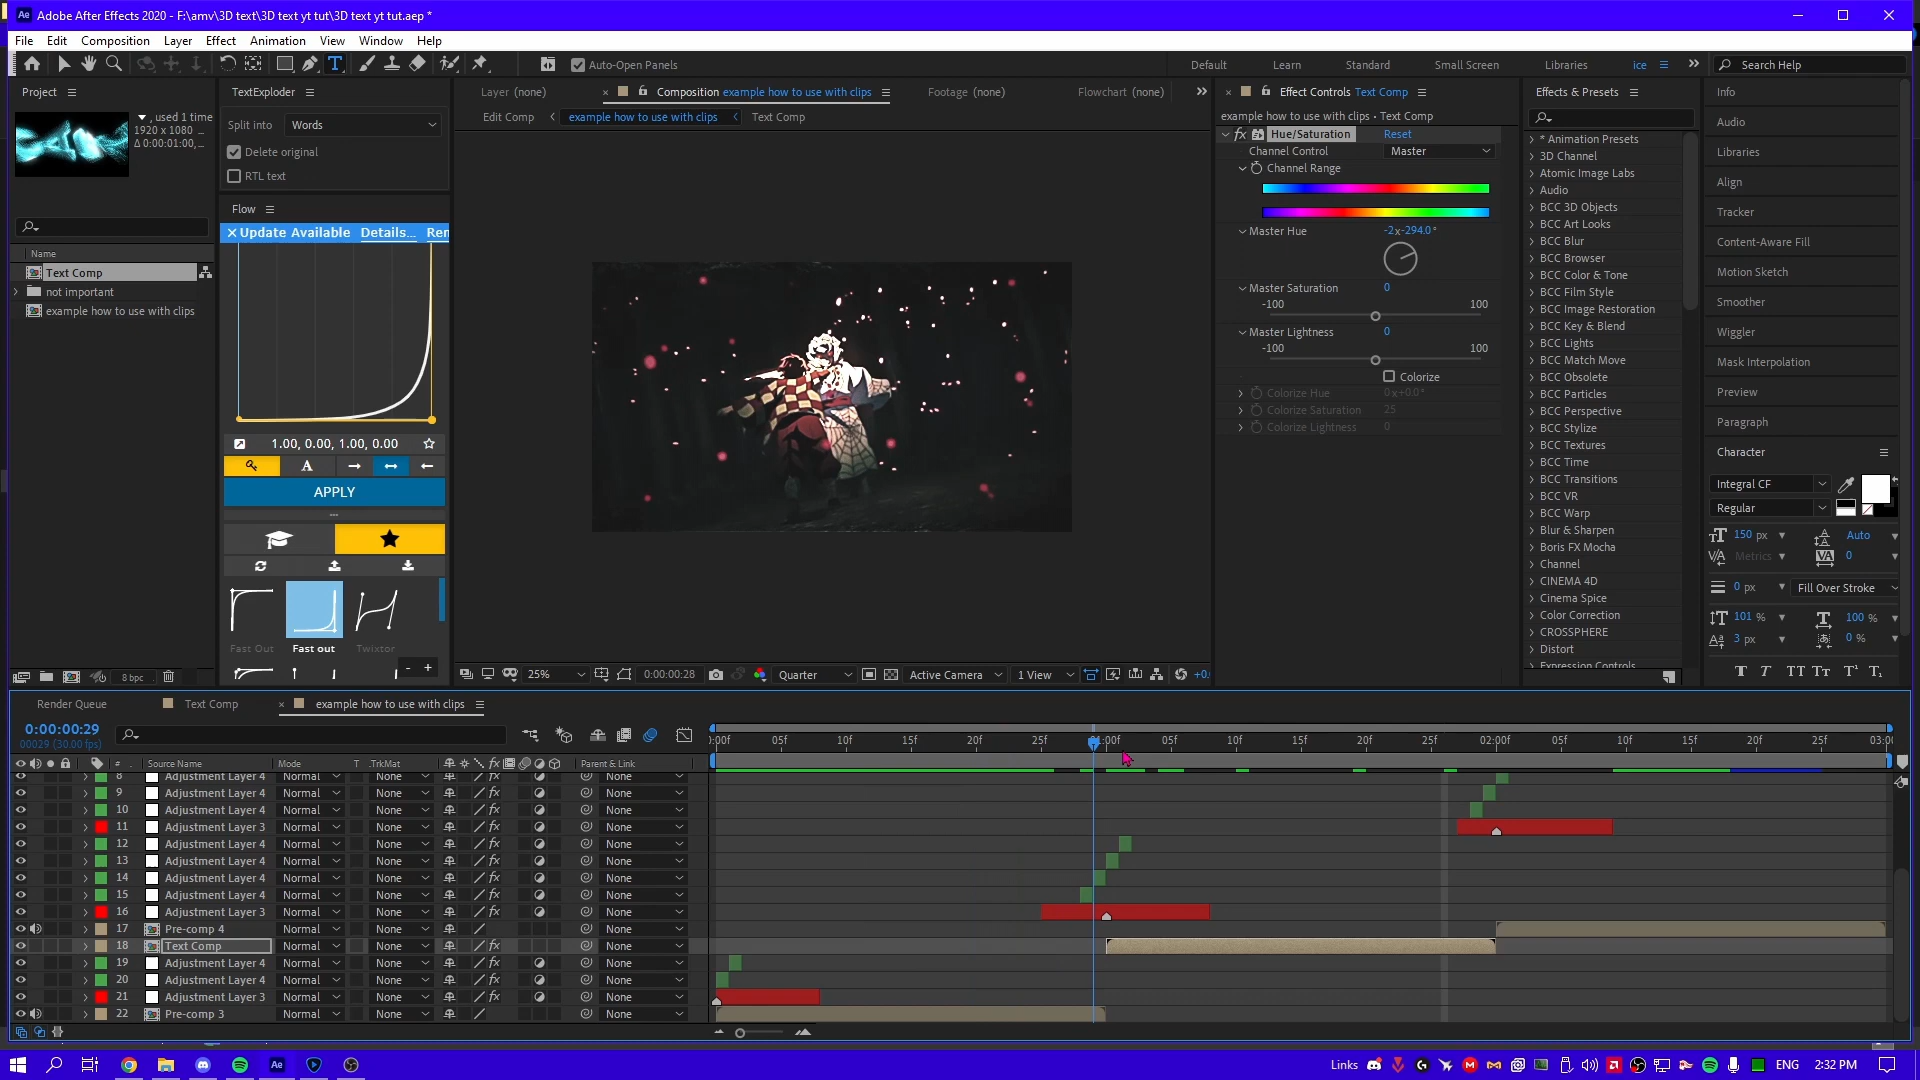 Adobe After Effects 2020 - F:\amv\3D text\3D text yt tut\3D text yt tut.aep *
File Edit Composition Layer Effect Animation View Window Help
Auto-Open Panels
Default Learn Standard Small Screen Libraries ice Search Help
Project
, used 1 time
1920 x 1080 ...
Δ 0:00:01:00,...
Name
Text Comp
not important
example how to use with clips
8 bpc
TextExploder
Split into Words
Delete original
RTL text
Flow
Update Available Details... Ren
1.00, 0.00, 1.00, 0.00
A
APPLY
Fast Out Fast out Twixtor
- +
Layer (none) Composition example how to use with clips Footage (none) Flowchart (none)
Edit Comp example how to use with clips Text Comp
25% 0:00:00:28 Quarter Active Camera 1 View +0.
Effect Controls Text Comp
example how to use with clips • Text Comp
fx Hue/Saturation Reset
Channel Control Master
Channel Range
Master Hue -2x-294.0°
Master Saturation 0
-100 100
Master Lightness 0
-100 100
Colorize
Colorize Hue 0x+0.0°
Colorize Saturation 25
Colorize Lightness 0
Effects & Presets
* Animation Presets
3D Channel
Atomic Image Labs
Audio
BCC 3D Objects
BCC Art Looks
BCC Blur
BCC Browser
BCC Color & Tone
BCC Film Style
BCC Image Restoration
BCC Key & Blend
BCC Lights
BCC Match Move
BCC Obsolete
BCC Particles
BCC Perspective
BCC Stylize
BCC Textures
BCC Time
BCC Transitions
BCC VR
BCC Warp
Blur & Sharpen
Boris FX Mocha
Channel
CINEMA 4D
Cinema Spice
Color Correction
CROSSPHERE
Distort
Expression Controls
Info
Audio
Libraries
Align
Tracker
Content-Aware Fill
Motion Sketch
Smoother
Wiggler
Mask Interpolation
Preview
Paragraph
Character
Integral CF
Regular
150 px Auto
Metrics 0
0 px Fill Over Stroke
101 % 100 %
3 px 0 %
Render Queue Text Comp example how to use with clips
0:00:00:29
00029 (30.00 fps)
:00f 05f 10f 15f 20f 25f 01:00f 05f 10f 15f 20f 25f 02:00f 05f 10f 15f 20f 25f 03:00
# Source Name Mode T .TrkMat Parent & Link
8 Adjustment Layer 4 Normal None None
9 Adjustment Layer 4 Normal None None
10 Adjustment Layer 4 Normal None None
11 Adjustment Layer 3 Normal None None
12 Adjustment Layer 4 Normal None None
13 Adjustment Layer 4 Normal None None
14 Adjustment Layer 4 Normal None None
15 Adjustment Layer 4 Normal None None
16 Adjustment Layer 3 Normal None None
17 Pre-comp 4 Normal None None
18 Text Comp Normal None None
19 Adjustment Layer 4 Normal None None
20 Adjustment Layer 4 Normal None None
21 Adjustment Layer 3 Normal None None
22 Pre-comp 3 Normal None None
Links ENG 2:32 PM